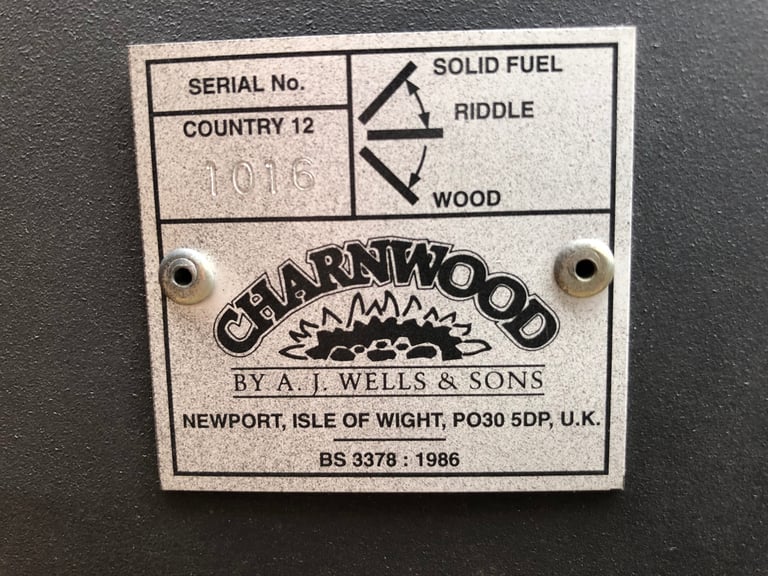 SERIAL No.
COUNTRY 12
1016
SOLID FUEL
RIDDLE
WOOD
CHARNWOOD
BY A. J. WELLS & SONS
NEWPORT, ISLE OF WIGHT, PO30 5DP, U.K.
BS 3378 : 1986